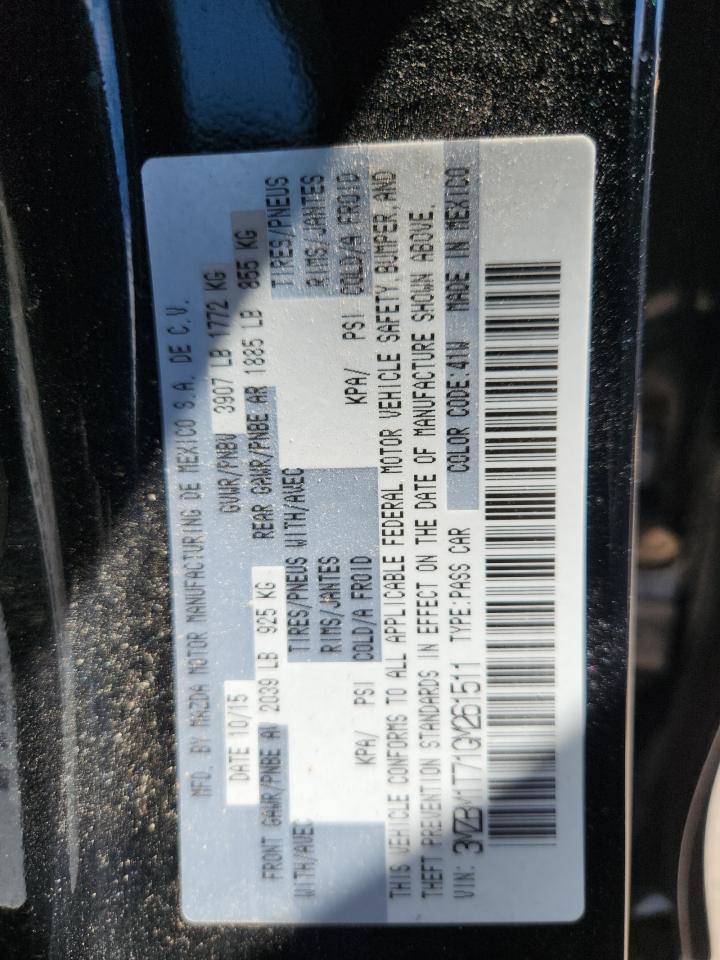 MFD. BY MAZDA MOTOR MANUFACTURING DE MEXICO S.A. DE C.V.
DATE 10/15 GVWR/PNBV 3907 LB 1772 KG
FRONT GAWR/PNBE AV 2039 LB 925 KG REAR GAWR/PNBE AR 1885 LB 855 KG
WITH/AVEC TIRES/PNEUS WITH/AVEC TIRES/PNEUS
RIMS/JANTES RIMS/JANTES
KPA/ PSI COLD/A FROID KPA/ PSI COLD/A FROID
THIS VEHICLE CONFORMS TO ALL APPLICABLE FEDERAL MOTOR VEHICLE SAFETY, BUMPER, AND
THEFT PREVENTION STANDARDS IN EFFECT ON THE DATE OF MANUFACTURE SHOWN ABOVE.
VIN: 3MZBM1T71GM261511 TYPE:PASS CAR COLOR CODE:41W MADE IN MEXICO